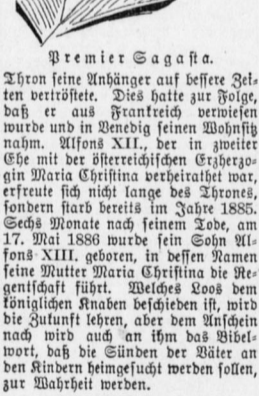 Premier Sagasta.
Thron seine Anhänger auf bessere Zei-
ten vertröstete. Dies hatte zur Folge,
daß er aus Frankreich verwiesen
wurde und in Venedig seinen Wohnsitz
nahm. Alfons XII., der in zweiter
Ehe mit der österreichischen Erzherzo-
gin Maria Christina verheirathet war,
erfreute sich nicht lange des Thrones,
sondern starb bereits im Jahre 1885.
Sechs Monate nach seinem Tode, am
17. Mai 1886 wurde sein Sohn Al-
fons XIII. geboren, in dessen Namen
seine Mutter Maria Christina die Re-
gentschaft führt. Welches Loos dem
königlichen Knaben beschieden ist, wird
die Zukunft lehren, aber dem Anschein
nach wird auch an ihm das Bibel-
wort, daß die Sünden der Väter an
den Kindern heimgesucht werden sollen,
zur Wahrheit werden.